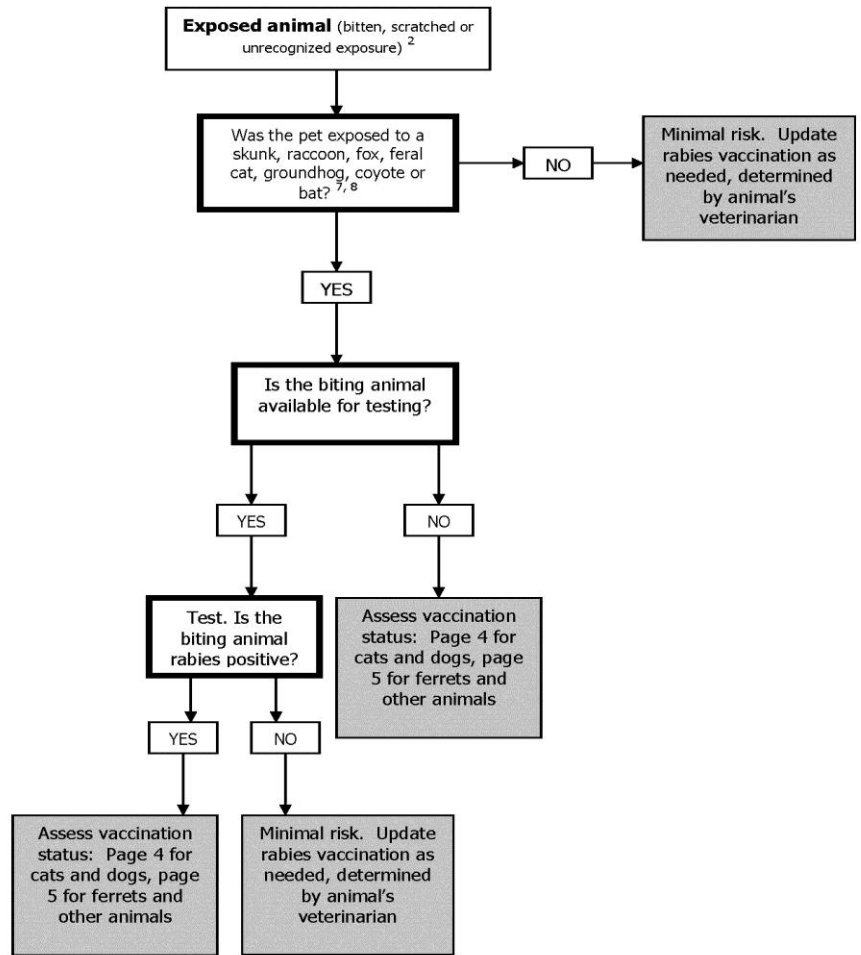 Exposed animal (bitten, scratched or
unrecognized exposure) 2
Was the pet exposed to a
skunk, raccoon, fox, feral
cat, groundhog, coyote or
bat? 7, 8
NO
Minimal risk. Update
rabies vaccination as
needed, determined
by animal's
veterinarian
YES
Is the biting animal
available for testing?
YES
NO
Test. Is the
biting animal
rabies positive?
Assess vaccination
status: Page 4 for
cats and dogs, page
5 for ferrets and
other animals
YES
NO
Assess vaccination
status: Page 4 for
cats and dogs, page
5 for ferrets and
other animals
Minimal risk. Update
rabies vaccination as
needed, determined
by animal's
veterinarian